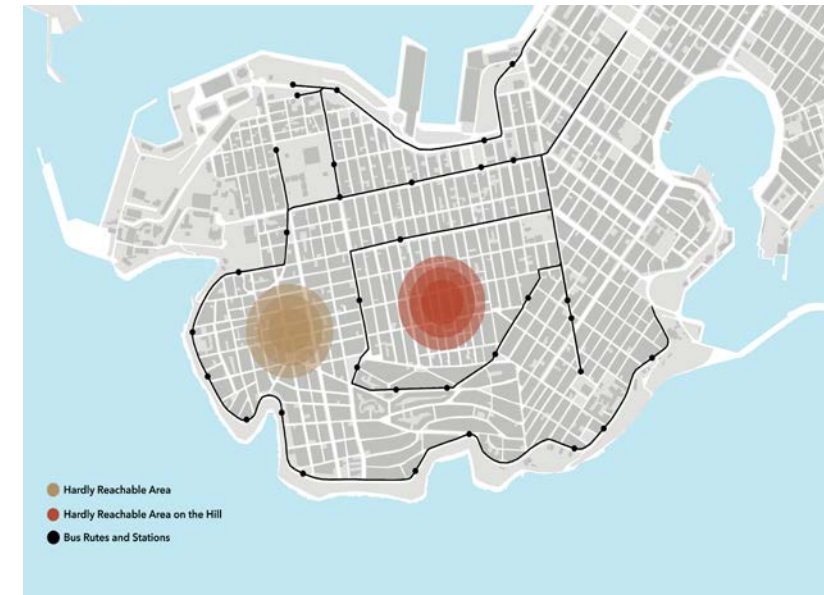 Hardly Reachable Area
Hardly Reachable Area on the Hill
Bus Rutes and Stations